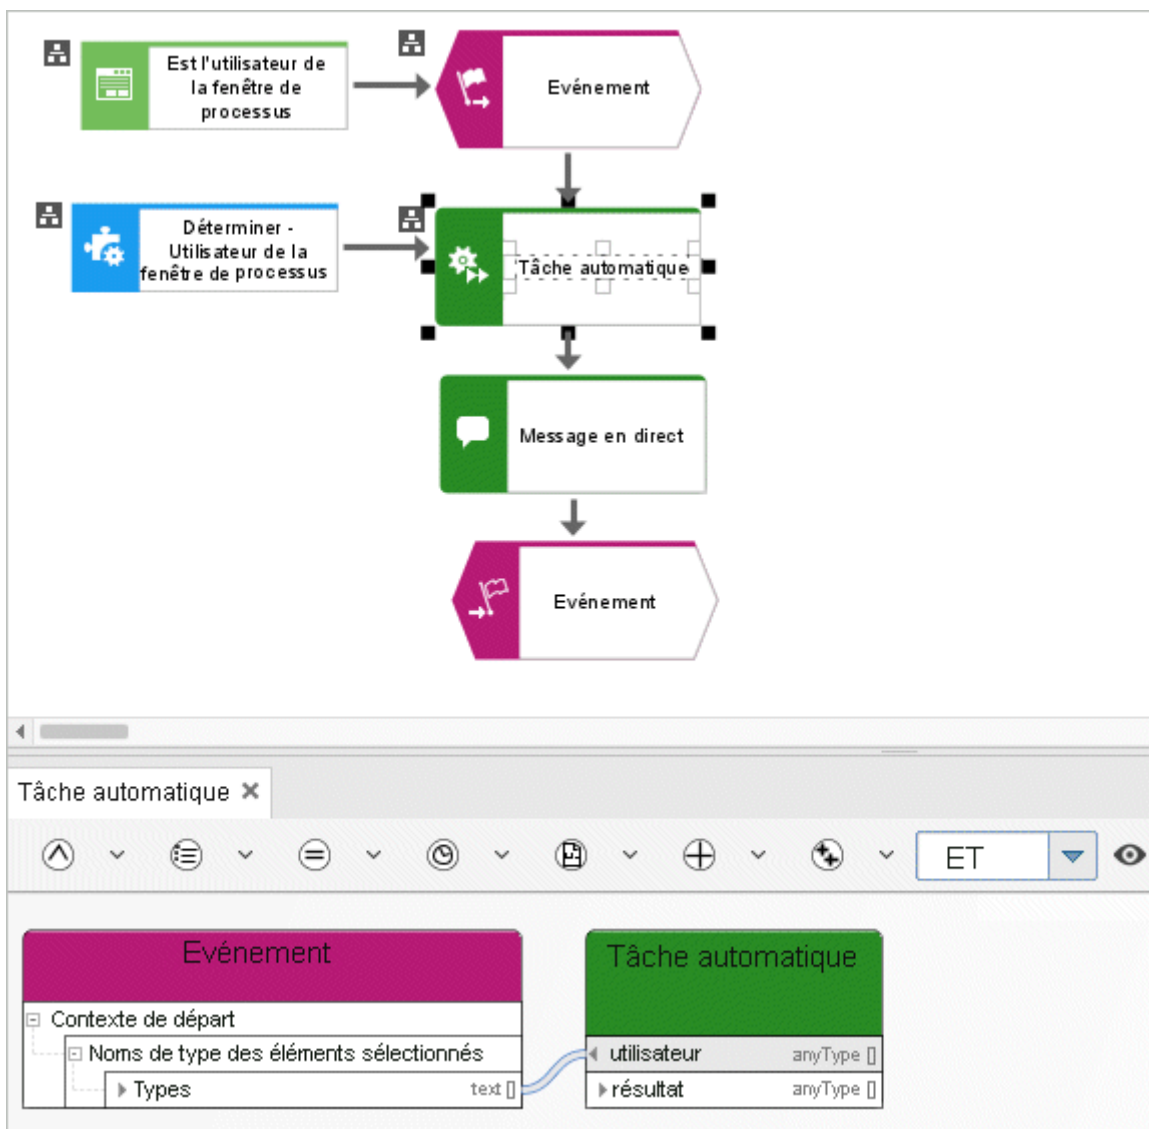 Est l'utilisateur de
la fenêtre de
processus
Evénement
Déterminer -
Utilisateur de la
fenêtre de processus
Tâche automatique
Message en direct
Evénement
Tâche automatique
ET
Evénement
Tâche automatique
Contexte de départ
Noms de type des éléments sélectionnés
utilisateur anyType []
Types text []
résultat anyType []